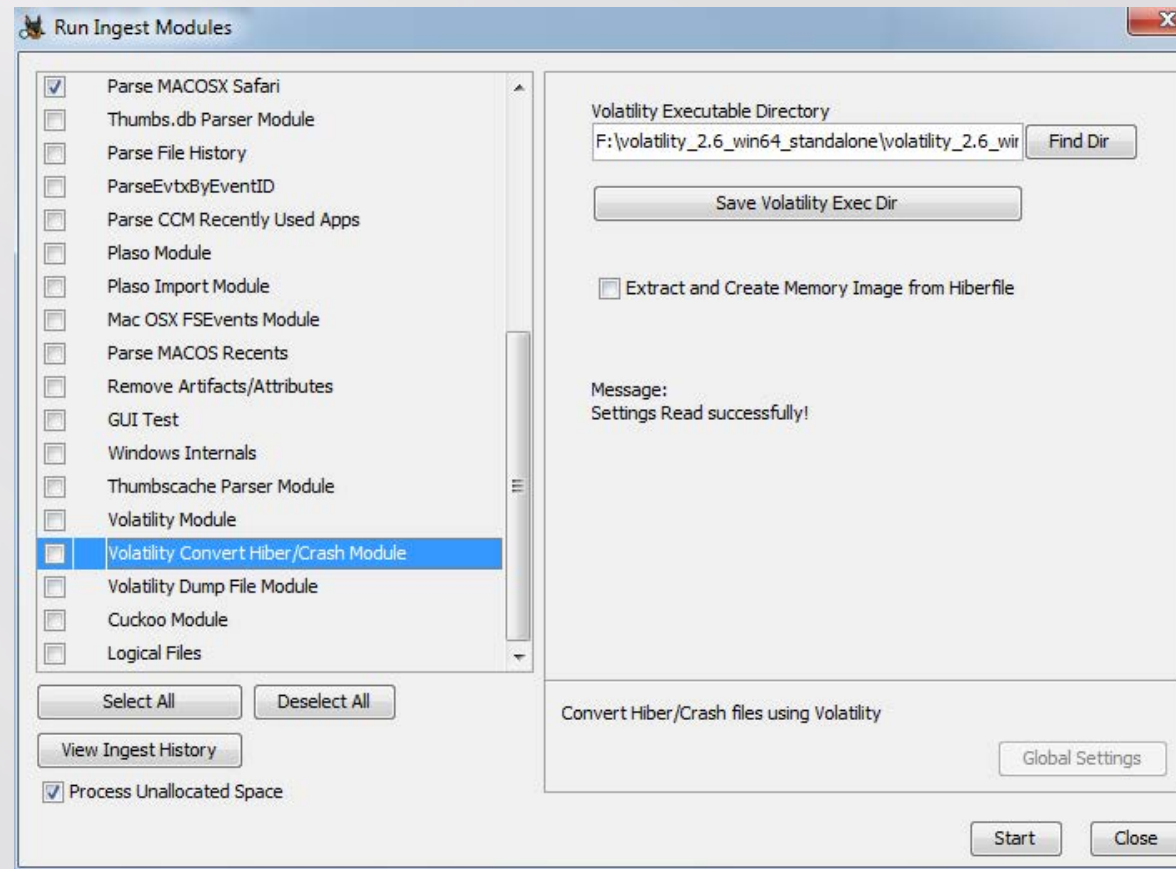 Run Ingest Modules
Parse MACOSX Safari
Thumbs.db Parser Module
Parse File History
ParseEvtxByEventID
Parse CCM Recently Used Apps
Plaso Module
Plaso Import Module
Mac OSX FSEvents Module
Parse MACOS Recents
Remove Artifacts/Attributes
GUI Test
Windows Internals
Thumbscache Parser Module
Volatility Module
Volatility Convert Hiber/Crash Module
Volatility Dump File Module
Cuckoo Module
Logical Files
Select All
Deselect All
View Ingest History
Process Unallocated Space
Volatility Executable Directory
F:\volatility_2.6_win64_standalone\volatility_2.6_wir
Find Dir
Save Volatility Exec Dir
Extract and Create Memory Image from Hiberfile
Message:
Settings Read successfully!
Convert Hiber/Crash files using Volatility
Global Settings
Start
Close